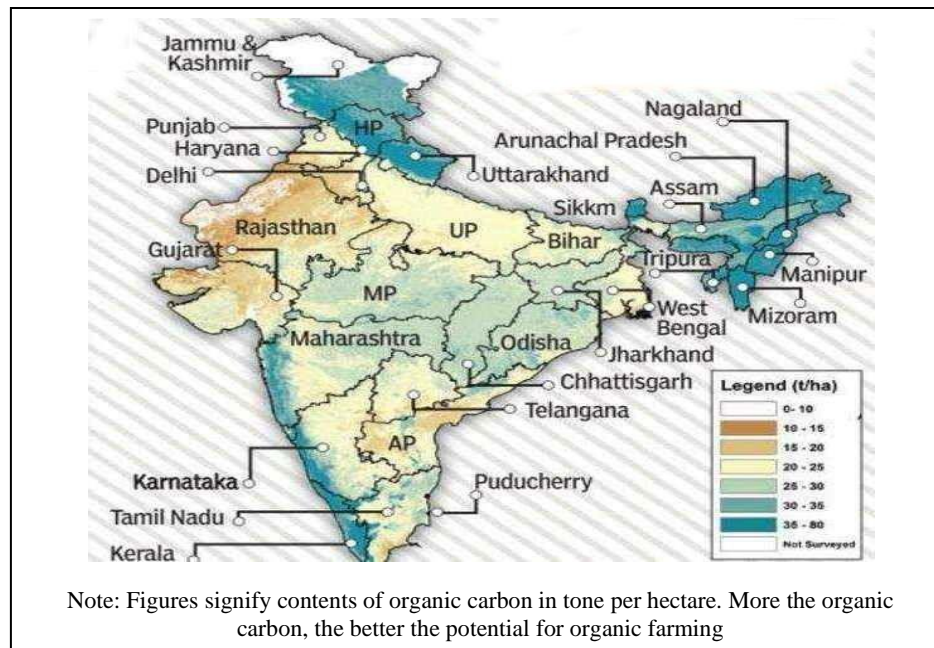 Jammu &
Kashmir
Nagaland
Punjab
HP
Arunachal Pradesh
Haryana
Delhi
Uttarakhand
Assam
Sikkm
Rajasthan
UP
Bihar
Gujarat
Tripura
Manipur
MP
West
Bengal
Mizoram
Maharashtra
Odisha
Jharkhand
Chhattisgarh
Telangana
AP
Karnataka
Puducherry
Tamil Nadu
Kerala
Legend (t/ha)
0- 10
10 - 15
15 - 20
20 - 25
25 - 30
30 - 35
35 - 80
Not Surveyed
Note: Figures signify contents of organic carbon in tone per hectare. More the organic
carbon, the better the potential for organic farming